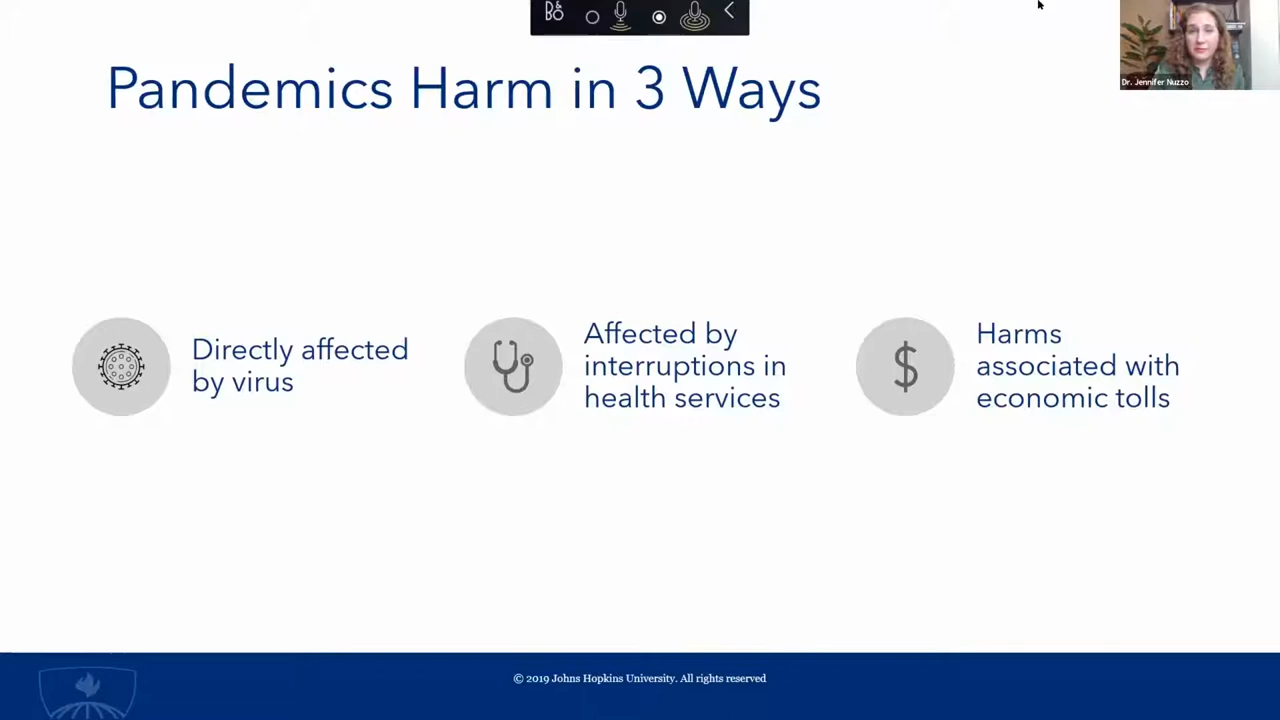 B&O
Pandemics Harm in 3 Ways
Dr. Jennifer Nuzzo
Directly affected
by virus
Affected by
interruptions in
health services
$
Harms
associated with
economic tolls
© 2019 Johns Hopkins University. All rights reserved